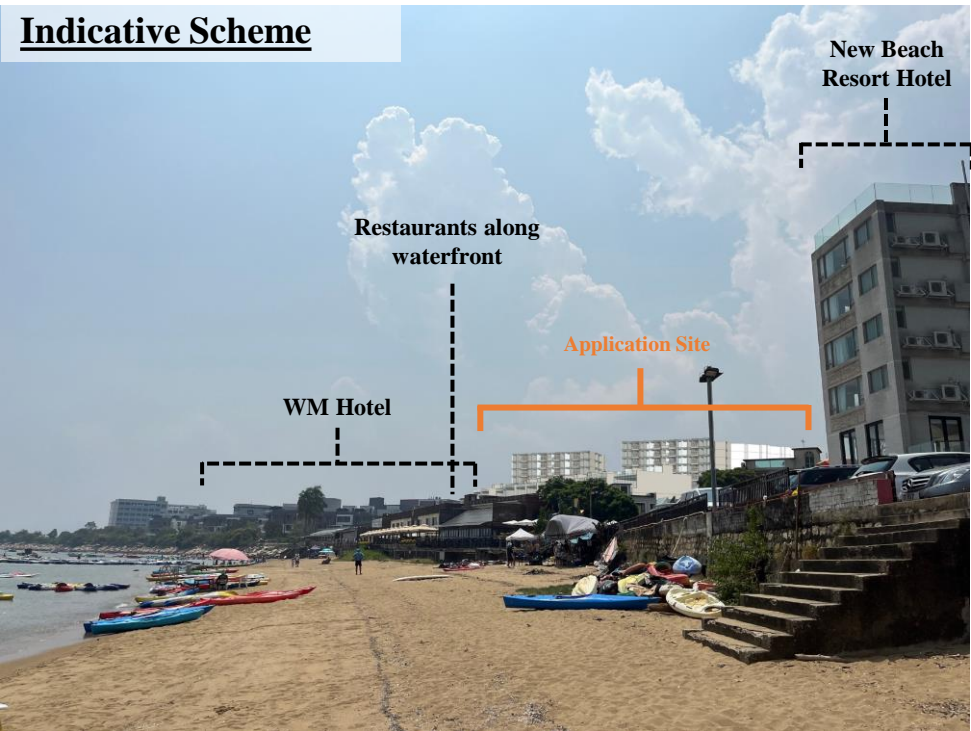 Indicative Scheme
New Beach
Resort Hotel
Restaurants along
waterfront
Application Site
WM Hotel